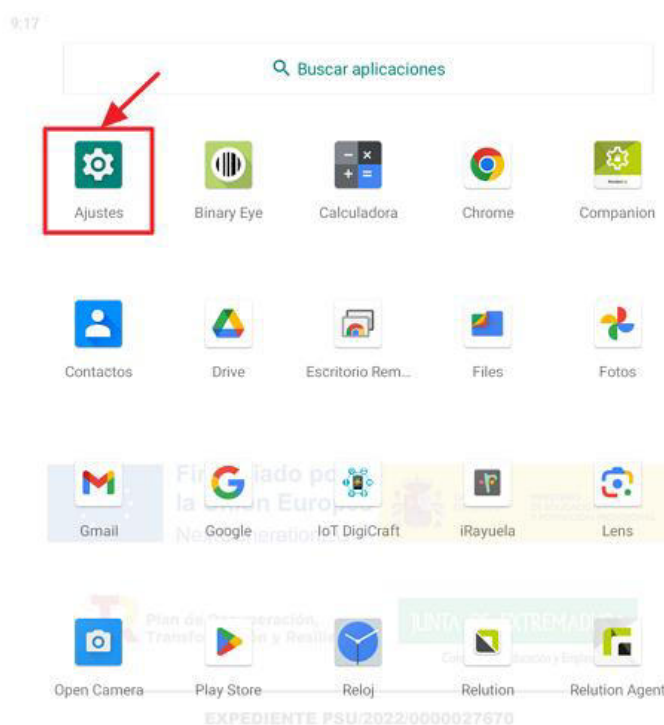 9:17
Buscar aplicaciones
Ajustes
Binary Eye
Calculadora
Chrome
Companion
Contactos
Drive
Escritorio Rem...
Files
Fotos
Gmail
Google
IoT DigiCraft
iRayuela
Lens
Open Camera
Play Store
Reloj
Relution
Relution Agent
EXPEDIENTE PSU/2022/0000027670